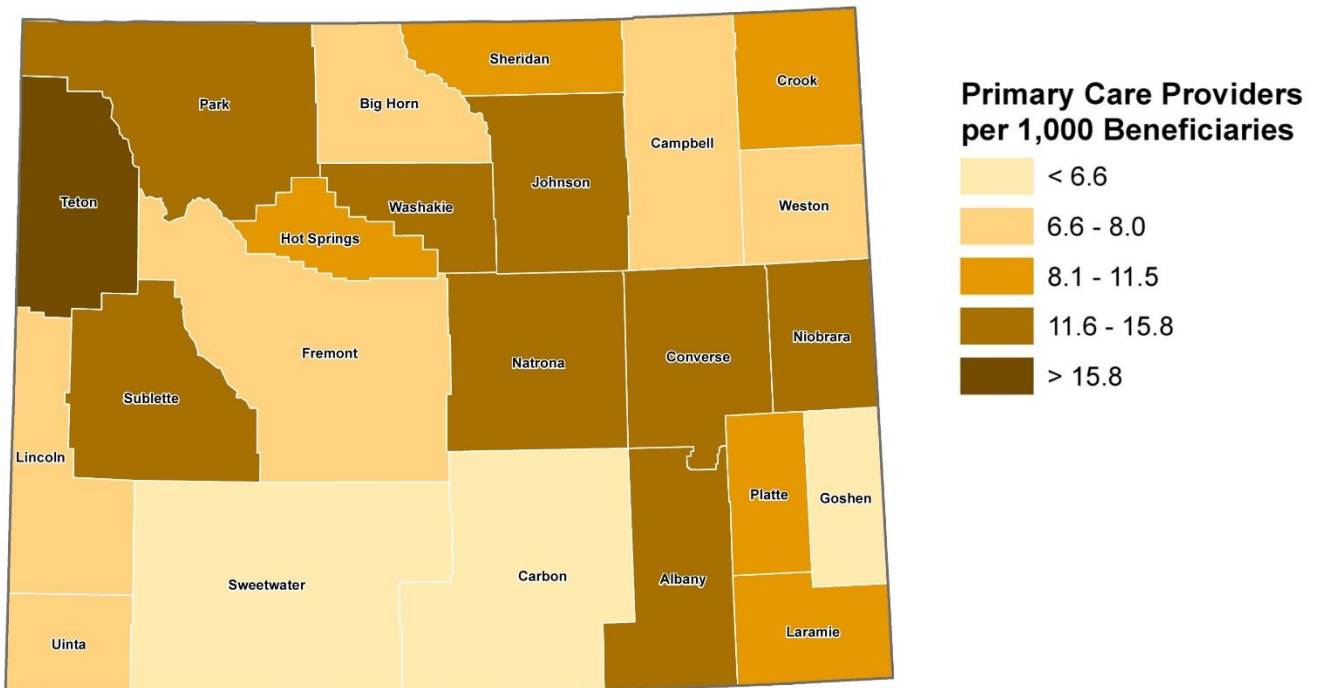 Sheridan
Crook
Park
Big Horn
Campbell
Johnson
Teton
Washakie
Weston
Hot Springs
Fremont
Natrona
Converse
Niobrara
Sublette
Lincoln
Platte
Goshen
Sweetwater
Carbon
Albany
Uinta
Laramie
Primary Care Providers
per 1,000 Beneficiaries
< 6.6
6.6 - 8.0
8.1 - 11.5
11.6 - 15.8
> 15.8